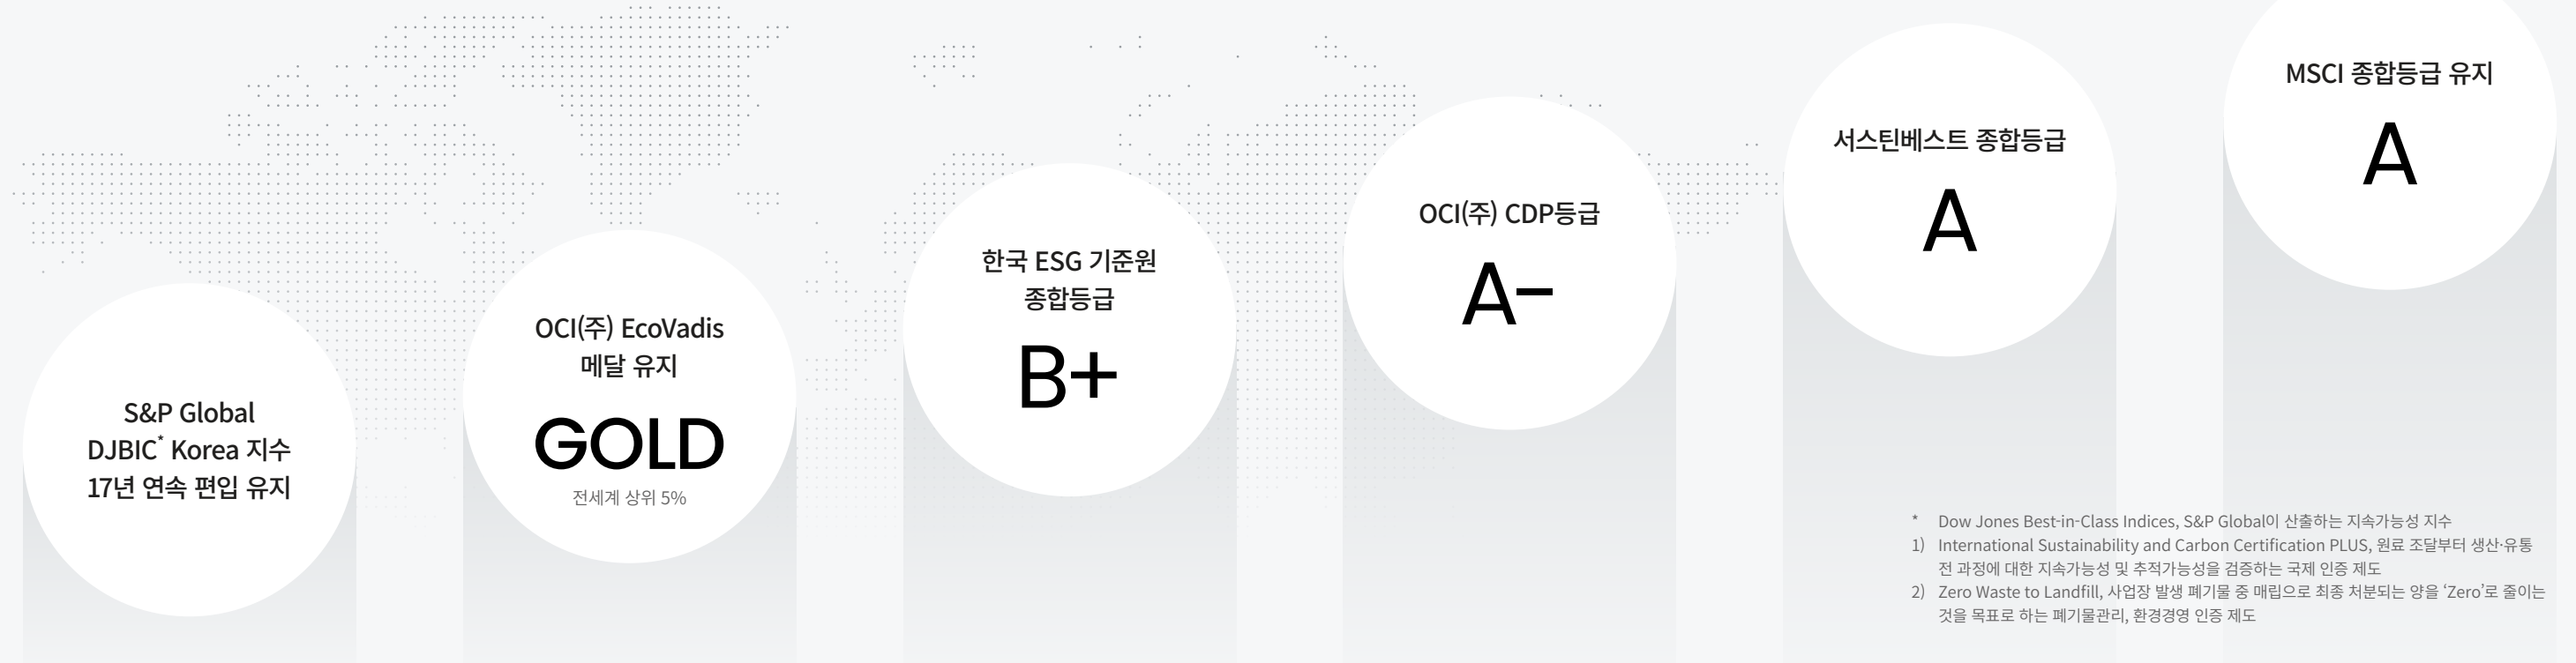 S&P Global
DJBIC* Korea 지수
17년 연속 편입 유지
OCI(주) EcoVadis
메달 유지
GOLD
전세계 상위 5%
한국 ESG 기준원
종합등급
B+
OCI(주) CDP등급
A-
서스틴베스트 종합등급
A
MSCI 종합등급 유지
A
* Dow Jones Best-in-Class Indices, S&P Global이 산출하는 지속가능성 지수
1) International Sustainability and Carbon Certification PLUS, 원료 조달부터 생산·유통
전 과정에 대한 지속가능성 및 추적가능성을 검증하는 국제 인증 제도
2) Zero Waste to Landfill, 사업장 발생 폐기물 중 매립으로 최종 처분되는 양을 ‘Zero’로 줄이는
것을 목표로 하는 폐기물관리, 환경경영 인증 제도